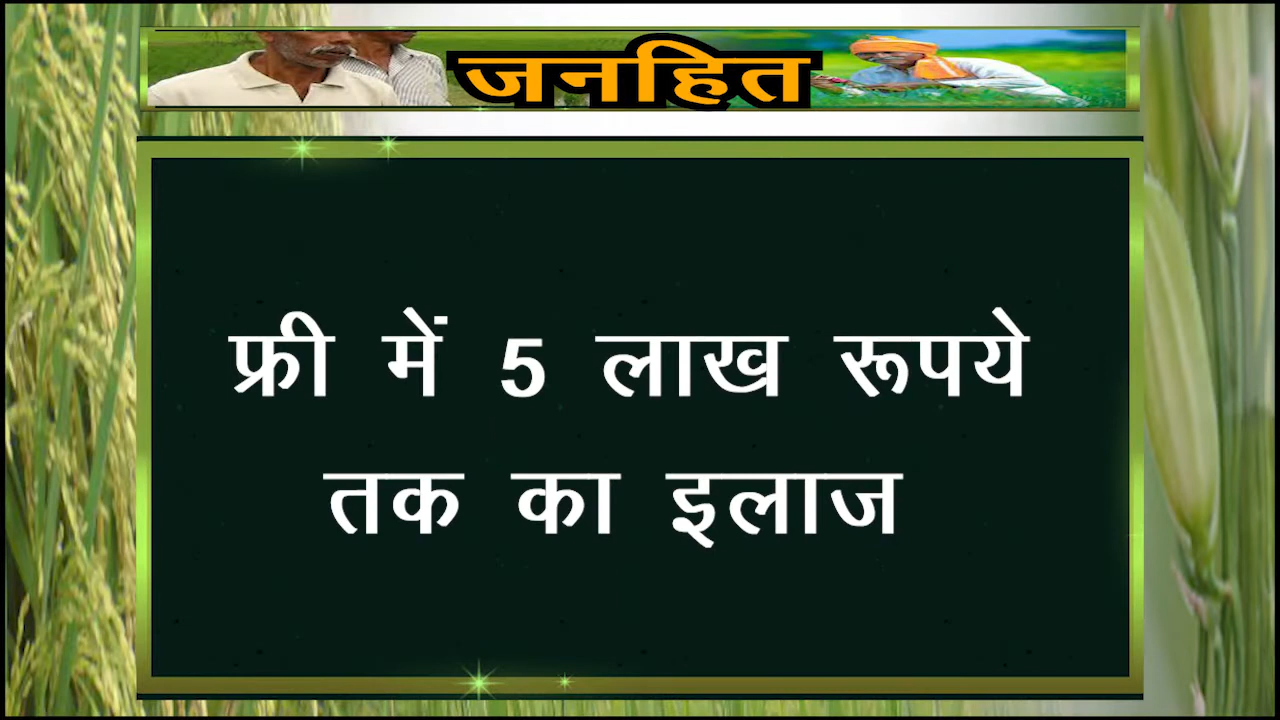 जनहित
फ्री में 5 लाख रूपये
तक का इलाज